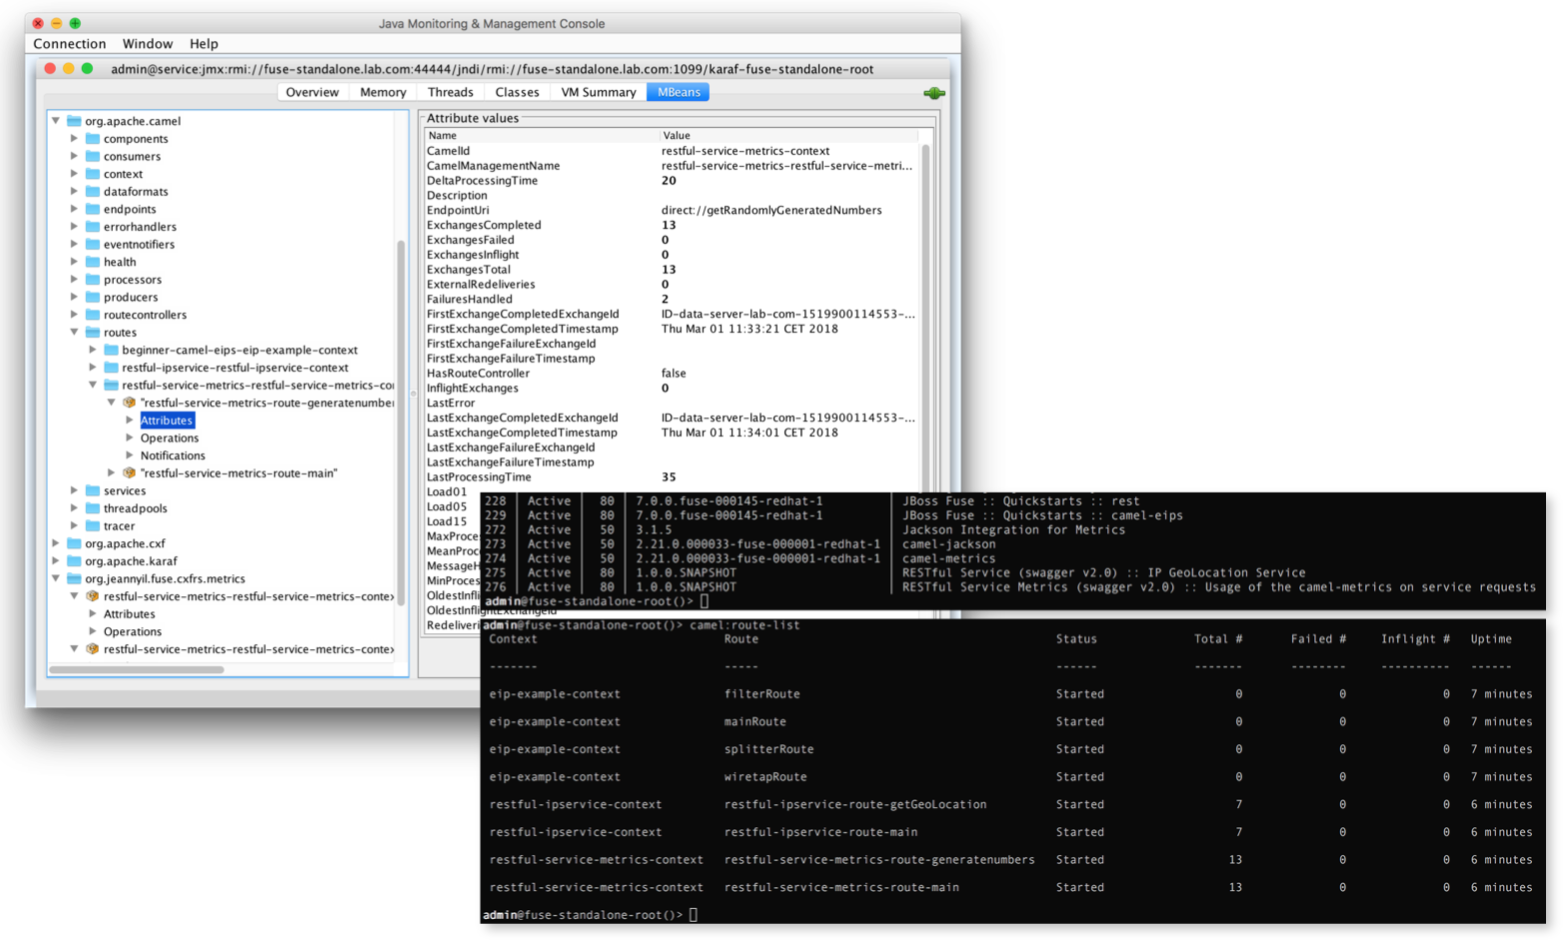 Java Monitoring & Management Console
Connection Window Help
admin@service:jmx:rmi://fuse-standalone.lab.com:44444/jndi/rmi://fuse-standalone.lab.com:1099/karaf-fuse-standalone-root
Overview Memory Threads Classes VM Summary MBeans
org.apache.camel
components
consumers
context
dataformats
endpoints
errorhandlers
eventnotifiers
health
processors
producers
routecontrollers
routes
beginner-camel-eips-eip-example-context
restful-ipservice-restful-ipservice-context
restful-service-metrics-restful-service-metrics-co
"restful-service-metrics-route-generatenumber
Attributes
Operations
Notifications
"restful-service-metrics-route-main"
services
threadpools
tracer
org.apache.cxf
org.apache.karaf
org.jeannyil.fuse.cxfrs.metrics
restful-service-metrics-restful-service-metrics-contex
Attributes
Operations
restful-service-metrics-restful-service-metrics-contex
Attribute values
Name Value
CamelId restful-service-metrics-context
CamelManagementName restful-service-metrics-restful-service-metri...
DeltaProcessingTime 20
Description
EndpointUri direct://getRandomlyGeneratedNumbers
ExchangesCompleted 13
ExchangesFailed 0
ExchangesInflight 0
ExchangesTotal 13
ExternalRedeliveries 0
FailuresHandled 2
FirstExchangeCompletedExchangeId ID-data-server-lab-com-1519900114553-...
FirstExchangeCompletedTimestamp Thu Mar 01 11:33:21 CET 2018
FirstExchangeFailureExchangeId
FirstExchangeFailureTimestamp
HasRouteController false
InflightExchanges 0
LastError
LastExchangeCompletedExchangeId ID-data-server-lab-com-1519900114553-...
LastExchangeCompletedTimestamp Thu Mar 01 11:34:01 CET 2018
LastExchangeFailureExchangeId
LastExchangeFailureTimestamp
LastProcessingTime 35
Load01
Load05
Load15
MaxProce
MeanProc
MessageH
MinProces
OldestInfli
OldestInflightExchangeId
Redeliveri
228 | Active | 80 | 7.0.0.fuse-000145-redhat-1 | JBoss Fuse :: Quickstarts :: rest
229 | Active | 80 | 7.0.0.fuse-000145-redhat-1 | JBoss Fuse :: Quickstarts :: camel-eips
272 | Active | 50 | 3.1.5 | Jackson Integration for Metrics
273 | Active | 50 | 2.21.0.000033-fuse-000001-redhat-1 | camel-jackson
274 | Active | 50 | 2.21.0.000033-fuse-000001-redhat-1 | camel-metrics
275 | Active | 80 | 1.0.0.SNAPSHOT | RESTful Service (swagger v2.0) :: IP GeoLocation Service
276 | Active | 80 | 1.0.0.SNAPSHOT | RESTful Service Metrics (swagger v2.0) :: Usage of the camel-metrics on service requests
admin@fuse-standalone-root()>
admin@fuse-standalone-root()> camel:route-list
Context Route Status Total # Failed # Inflight # Uptime
------- ----- ------ ------- -------- ---------- ------
eip-example-context filterRoute Started 0 0 0 7 minutes
eip-example-context mainRoute Started 0 0 0 7 minutes
eip-example-context splitterRoute Started 0 0 0 7 minutes
eip-example-context wiretapRoute Started 0 0 0 7 minutes
restful-ipservice-context restful-ipservice-route-getGeoLocation Started 7 0 0 6 minutes
restful-ipservice-context restful-ipservice-route-main Started 7 0 0 6 minutes
restful-service-metrics-context restful-service-metrics-route-generatenumbers Started 13 0 0 6 minutes
restful-service-metrics-context restful-service-metrics-route-main Started 13 0 0 6 minutes
admin@fuse-standalone-root()>